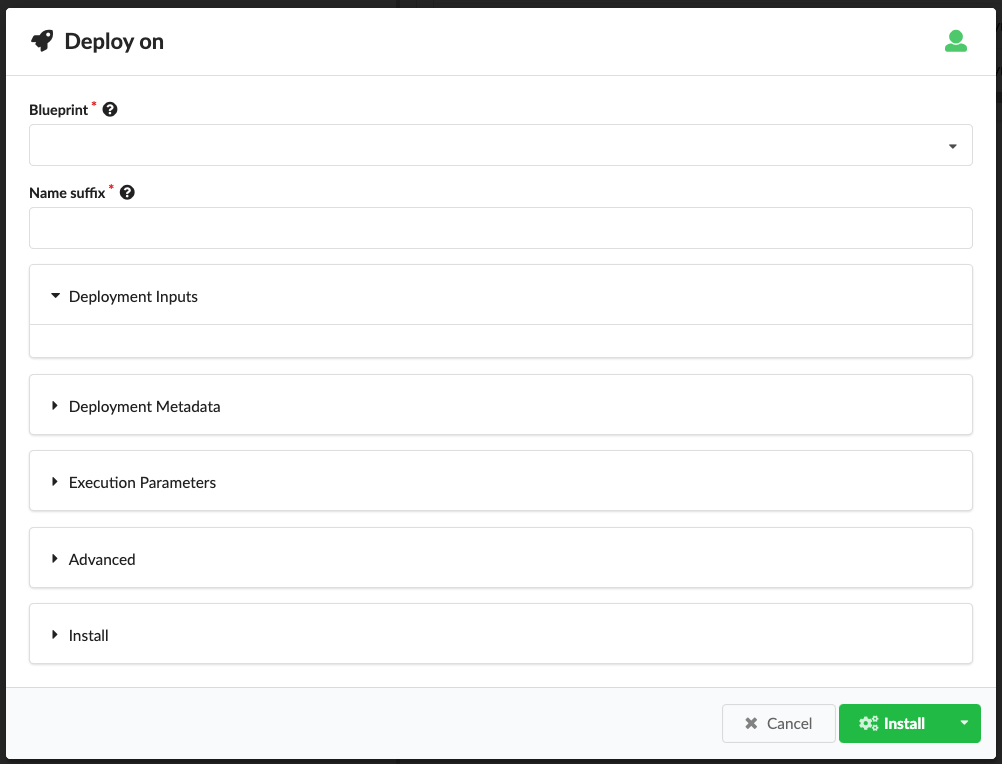 Deploy on
Blueprint *
Name suffix *
Deployment Inputs
Deployment Metadata
Execution Parameters
Advanced
Install
Cancel Install